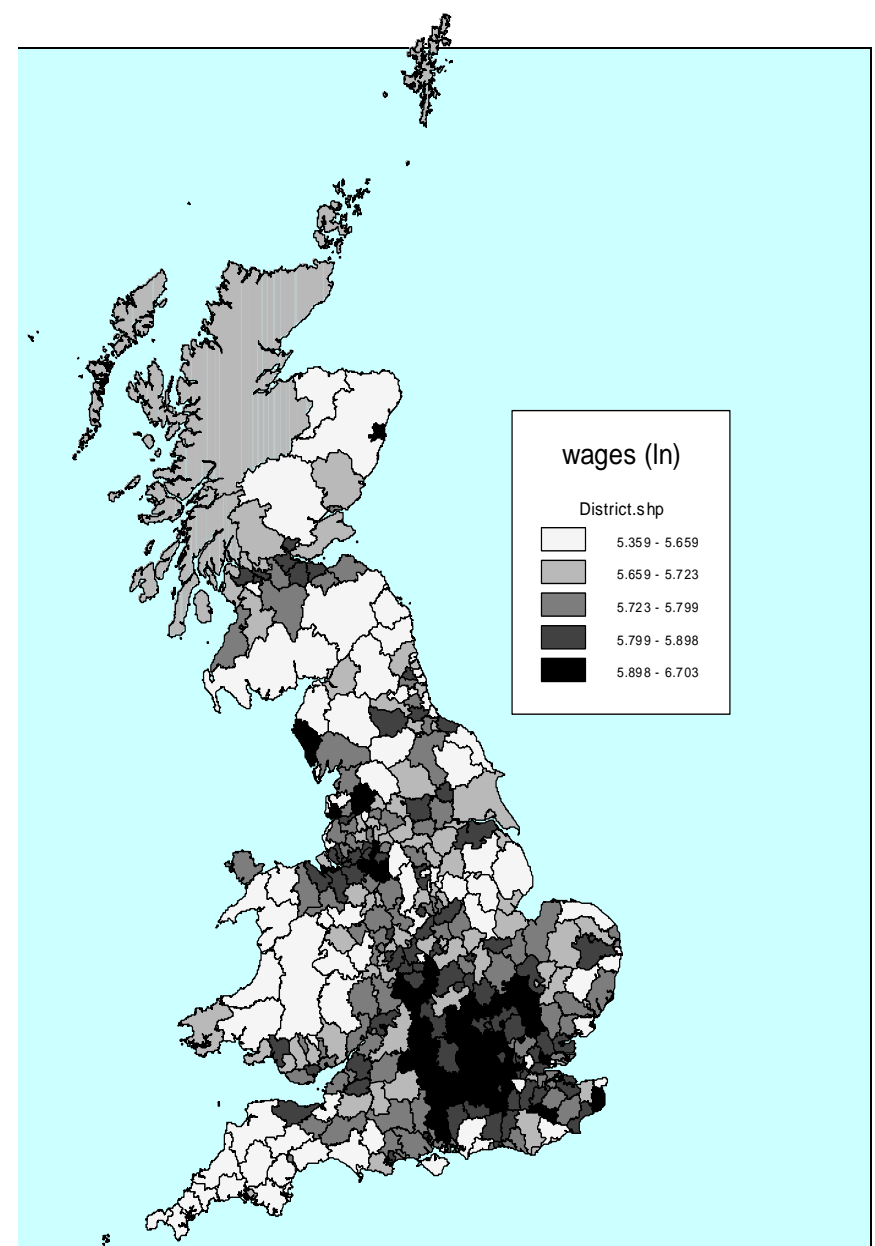 wages (ln)
District.shp
5.359 - 5.659
5.659 - 5.723
5.723 - 5.799
5.799 - 5.898
5.898 - 6.703